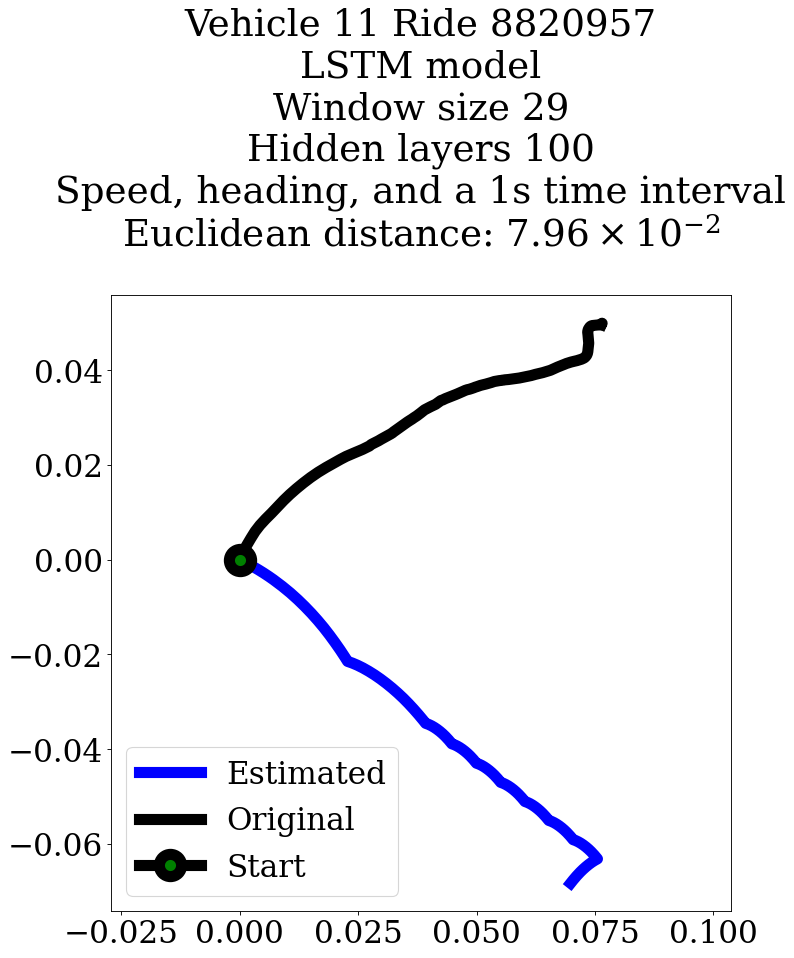 Vehicle 11 Ride 8820957
LSTM model
Window size 29
Hidden layers 100
Speed, heading, and a 1s time interval
Euclidean distance: 7.96 × 10⁻²
0.04
0.02
0.00
−0.02
−0.04
−0.06
Estimated
Original
Start
−0.025 0.000 0.025 0.050 0.075 0.100